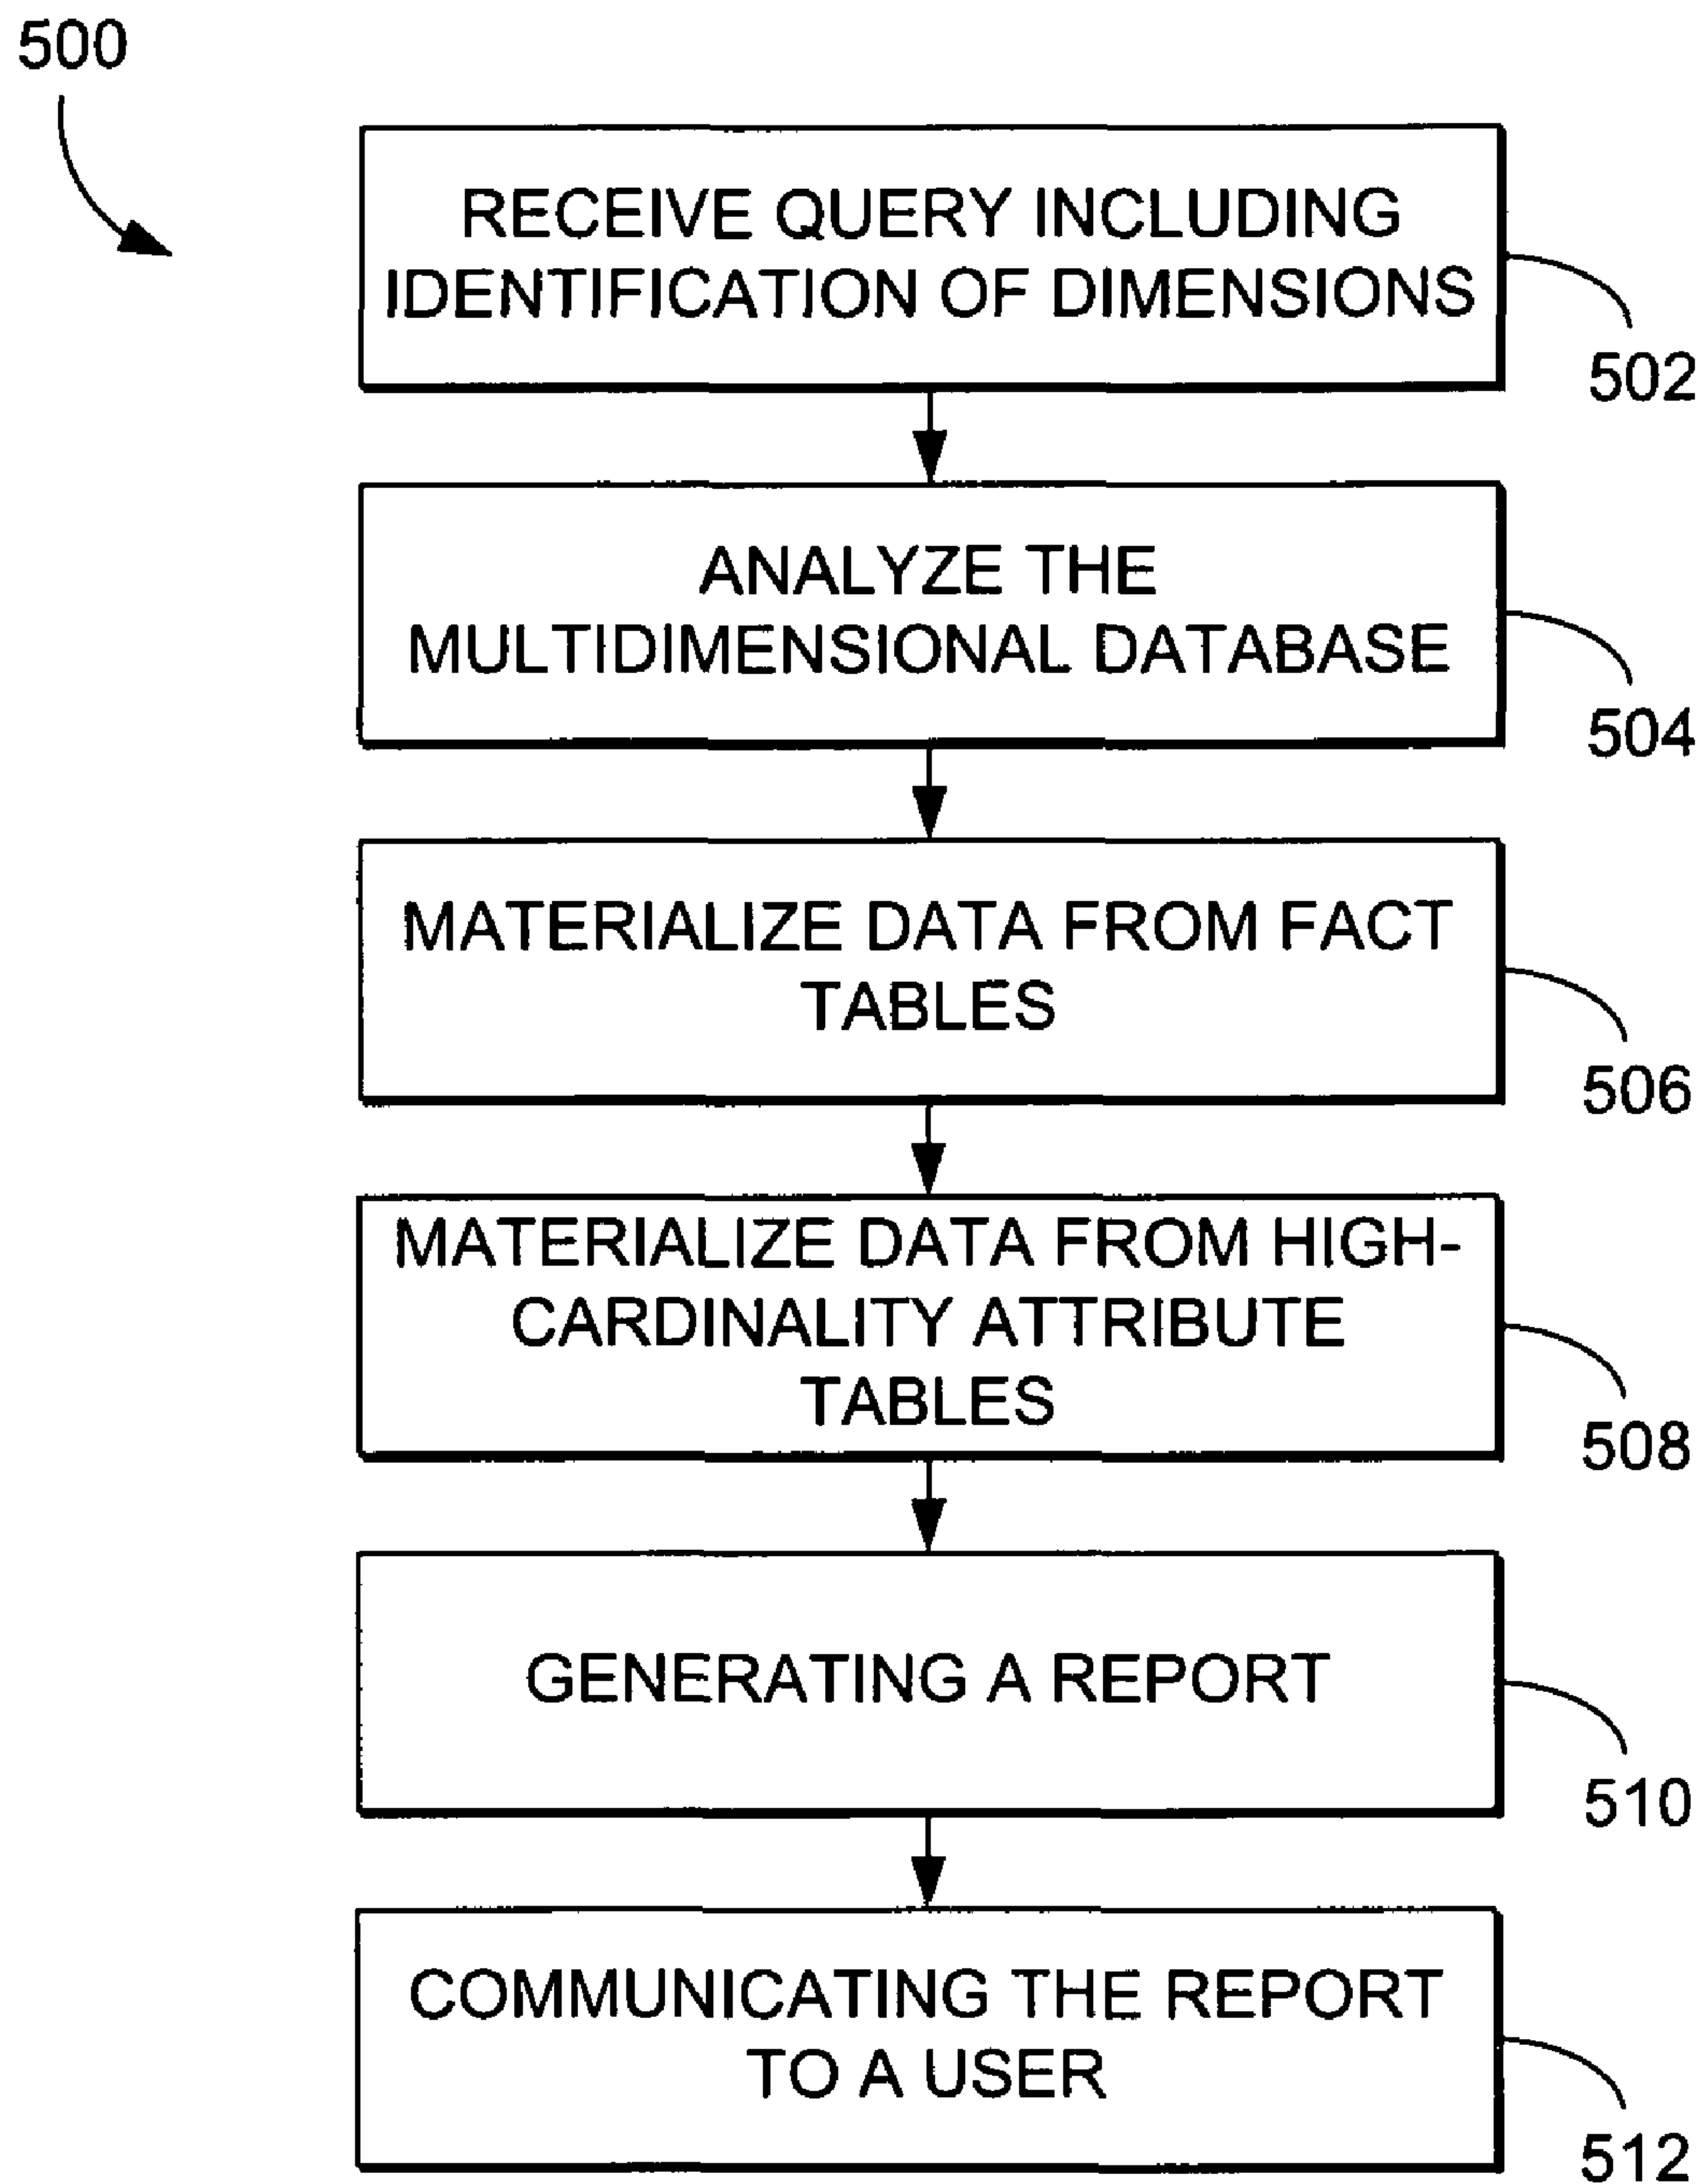 500
RECEIVE QUERY INCLUDING
IDENTIFICATION OF DIMENSIONS
502
ANALYZE THE
MULTIDIMENSIONAL DATABASE
504
MATERIALIZE DATA FROM FACT
TABLES
506
MATERIALIZE DATA FROM HIGH-
CARDINALITY ATTRIBUTE
TABLES
508
GENERATING A REPORT
510
COMMUNICATING THE REPORT
TO A USER
512